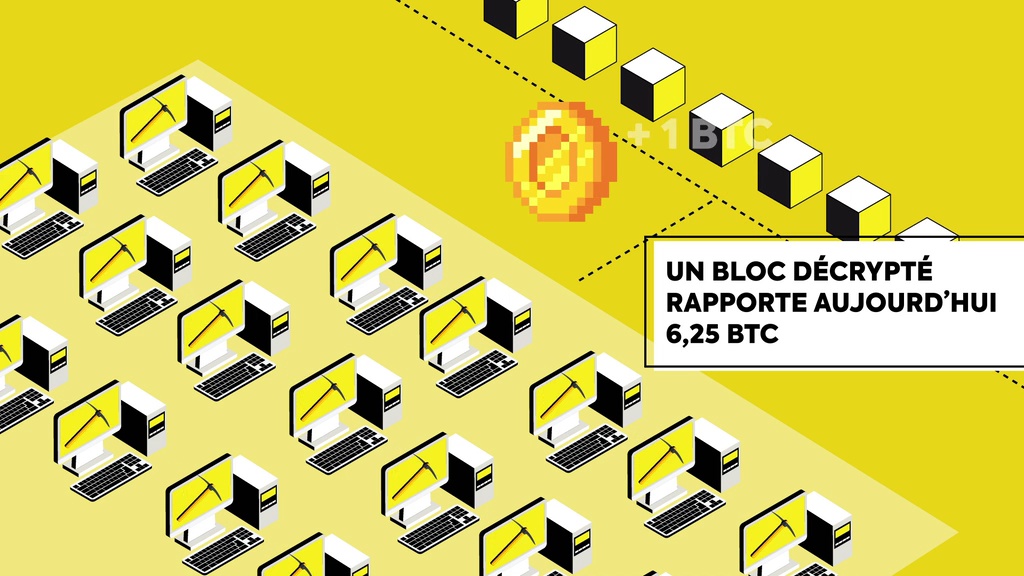 + 1 BTC
UN BLOC DÉCRYPTÉ
RAPPORTE AUJOURD’HUI
6,25 BTC